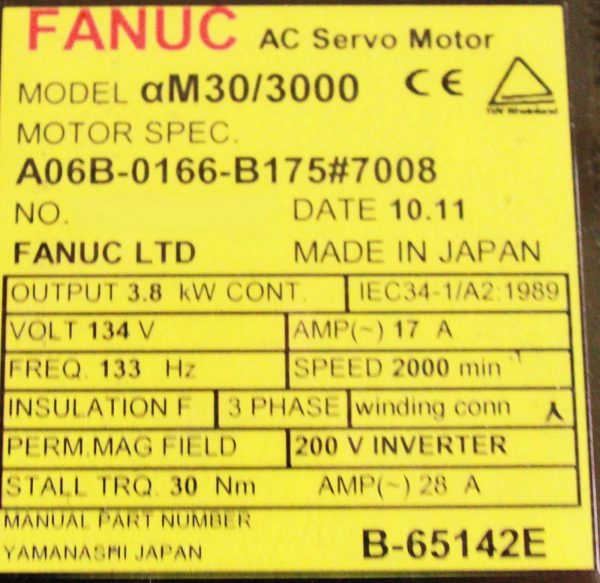 FANUC AC Servo Motor
MODEL αM30/3000 CE
MOTOR SPEC.
A06B-0166-B175#7008
NO. DATE 10.11
FANUC LTD MADE IN JAPAN
OUTPUT 3.8 kW CONT. IEC34-1/A2:1989
VOLT 134 V AMP(~) 17 A
FREQ. 133 Hz SPEED 2000 min⁻¹
INSULATION F 3 PHASE winding conn
PERM.MAG FIELD 200 V INVERTER
STALL TRQ. 30 Nm AMP(~) 28 A
MANUAL PART NUMBER
YAMANASHI JAPAN B-65142E